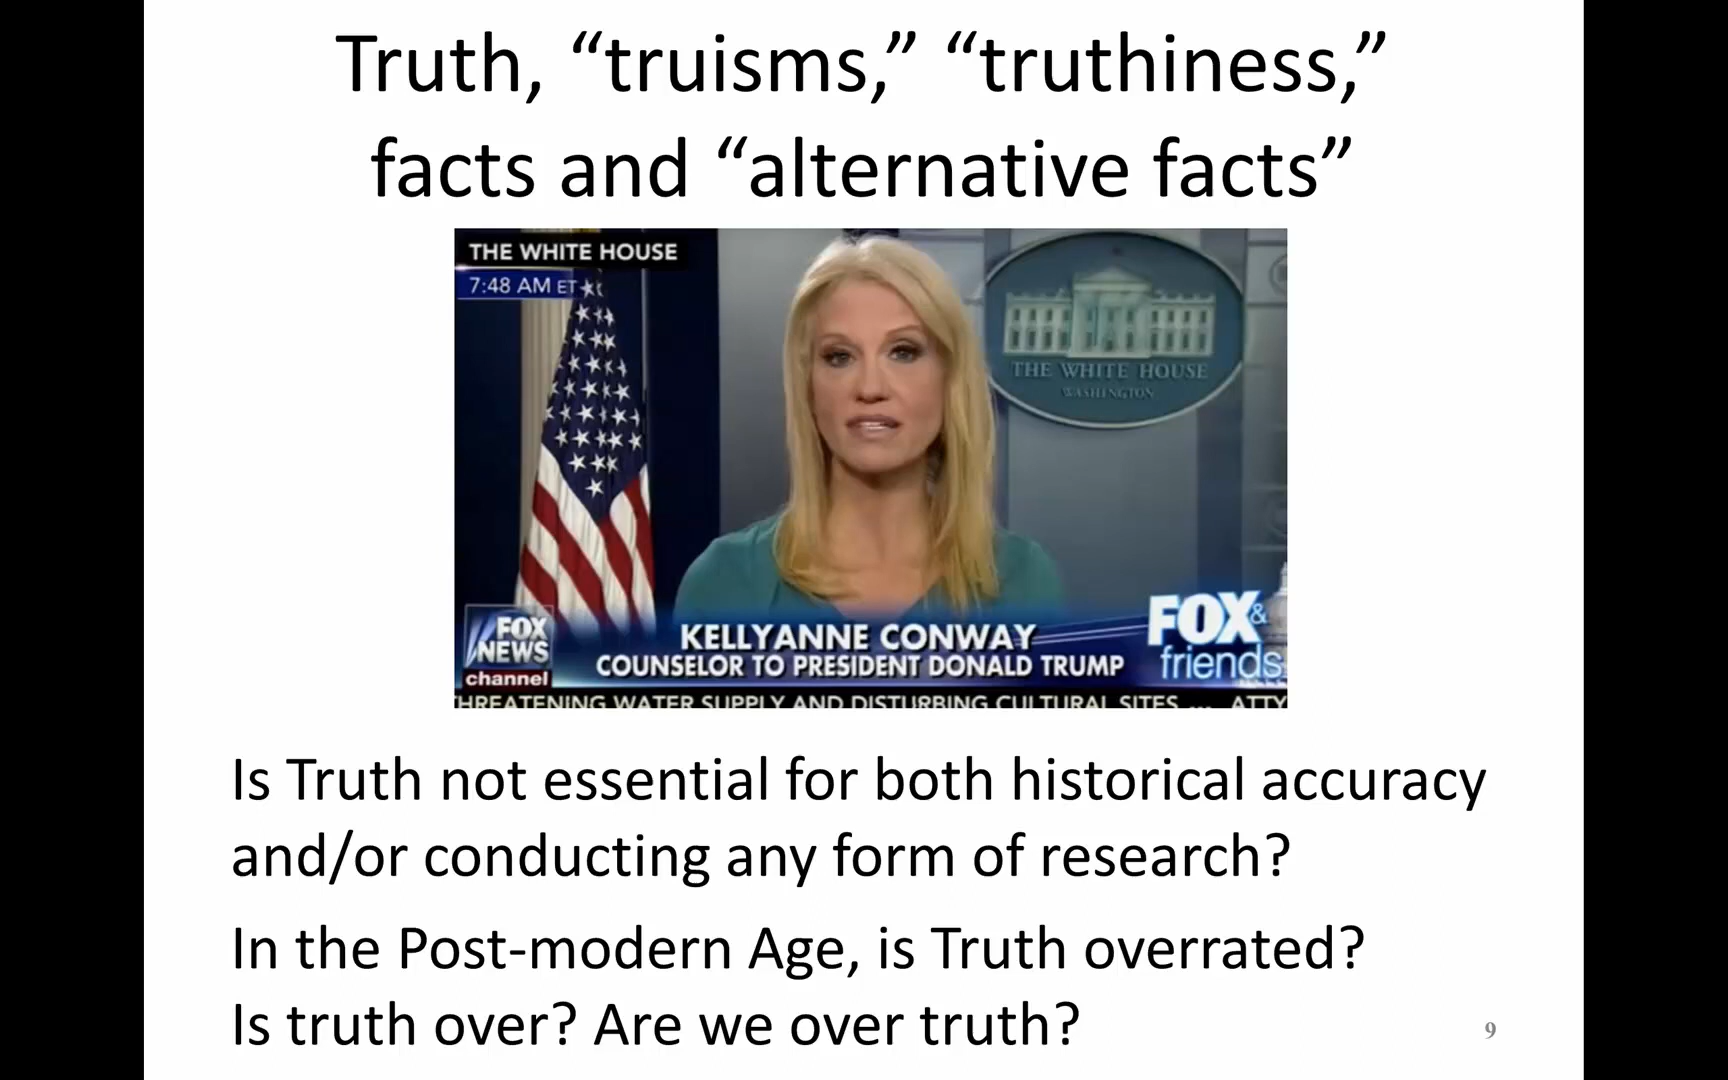 Truth, “truisms,” “truthiness,”
facts and “alternative facts”
THE WHITE HOUSE
7:48 AM ET
THE WHITE HOUSE
WASHINGTON
FOX
NEWS
channel
KELLYANNE CONWAY
COUNSELOR TO PRESIDENT DONALD TRUMP
FOX &
friends
THREATENING WATER SUPPLY AND DISTURBING CULTURAL SITES ... ATTY
Is Truth not essential for both historical accuracy
and/or conducting any form of research?
In the Post-modern Age, is Truth overrated?
Is truth over? Are we over truth?
9